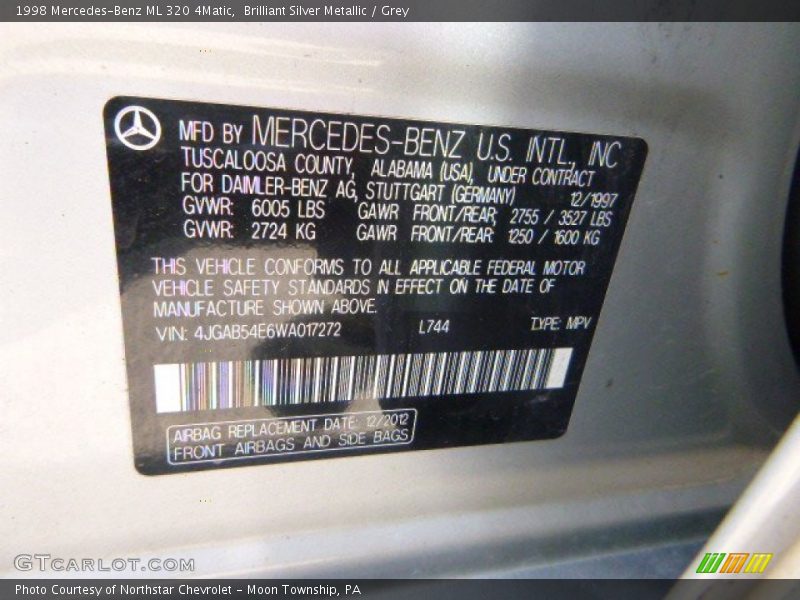 1998 Mercedes-Benz ML 320 4Matic, Brilliant Silver Metallic / Grey
MFD BY MERCEDES-BENZ U.S. INTL., INC
TUSCALOOSA COUNTY, ALABAMA (USA), UNDER CONTRACT
FOR DAIMLER-BENZ AG, STUTTGART (GERMANY) 12/1997
GVWR: 6005 LBS GAWR FRONT/REAR: 2755 / 3527 LBS
GVWR: 2724 KG GAWR FRONT/REAR: 1250 / 1600 KG
THIS VEHICLE CONFORMS TO ALL APPLICABLE FEDERAL MOTOR
VEHICLE SAFETY STANDARDS IN EFFECT ON THE DATE OF
MANUFACTURE SHOWN ABOVE.
VIN: 4JGAB54E6WA017272 L744 TYPE: MPV
AIRBAG REPLACEMENT DATE: 12/2012
FRONT AIRBAGS AND SIDE BAGS
GTCARLOT.COM
Photo Courtesy of Northstar Chevrolet - Moon Township, PA